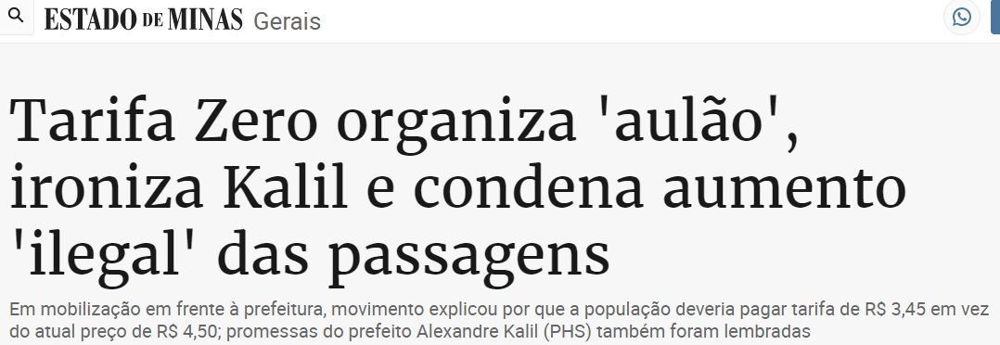 ESTADO DE MINAS Gerais
Tarifa Zero organiza 'aulão',
ironiza Kalil e condena aumento
'ilegal' das passagens
Em mobilização em frente à prefeitura, movimento explicou por que a população deveria pagar tarifa de R$ 3,45 em vez
do atual preço de R$ 4,50; promessas do prefeito Alexandre Kalil (PHS) também foram lembradas